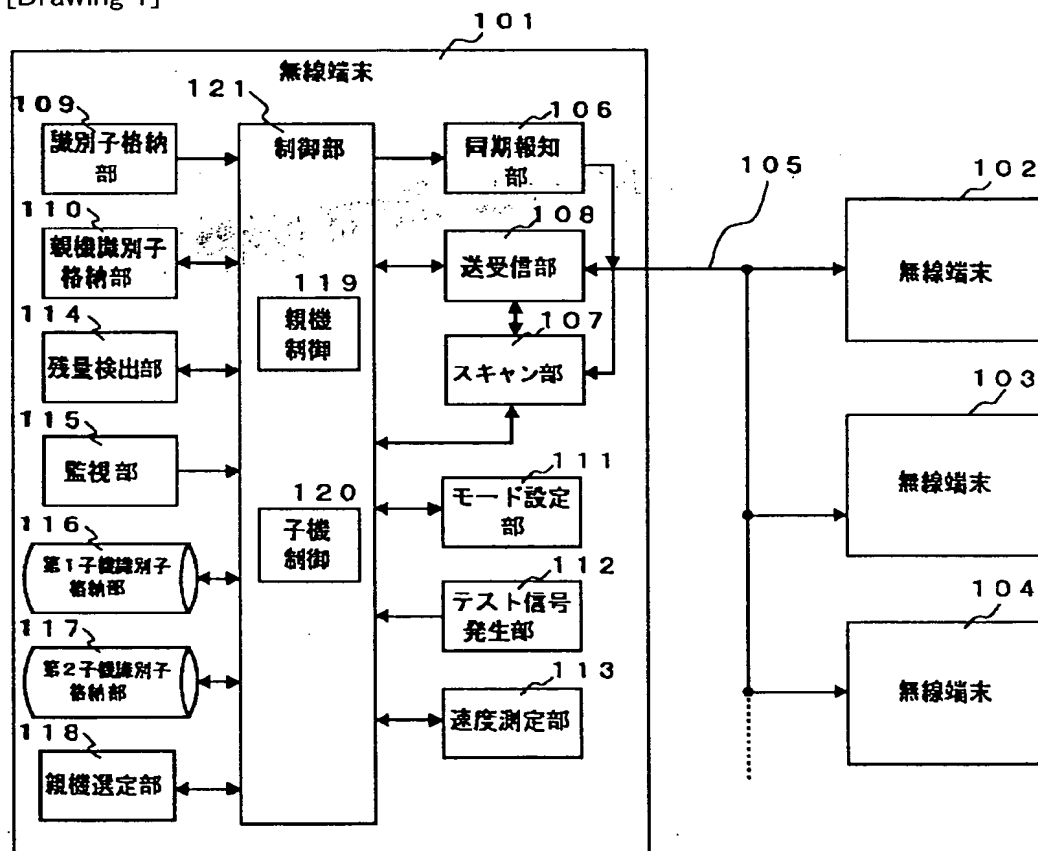 [Drawing 1]
101
無線端末
109
識別子格納
部
110
親機識別子
格納部
114
残量検出部
115
監視部
116
第1子機識別子
格納部
117
第2子機識別子
格納部
118
親機選定部
121
制御部
119
親機
制御
120
子機
制御
106
同期報知
部
108
送受信部
107
スキャン部
111
モード設定
部
112
テスト信号
発生部
113
速度測定部
105
102
無線端末
103
無線端末
104
無線端末